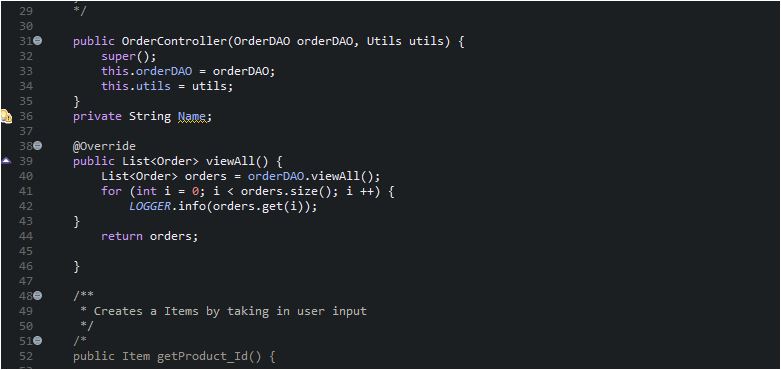 29 */
30
31 public OrderController(OrderDAO orderDAO, Utils utils) {
32 super();
33 this.orderDAO = orderDAO;
34 this.utils = utils;
35 }
36 private String Name;
37
38 @Override
39 public List<Order> viewAll() {
40 List<Order> orders = orderDAO.viewAll();
41 for (int i = 0; i < orders.size(); i ++) {
42 LOGGER.info(orders.get(i));
43 }
44 return orders;
45
46 }
47
48 /**
49 * Creates a Items by taking in user input
50 */
51 /*
52 public Item getProduct_Id() {